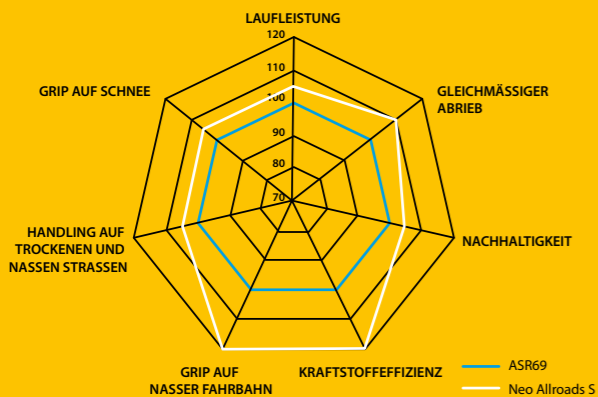 LAUFLEISTUNG
120
110
100
90
80
70
GRIP AUF SCHNEE
GLEICHMÄSSIGER
ABRIEB
HANDLING AUF
TROCKENEN UND
NASSEN STRASSEN
NACHHALTIGKEIT
GRIP AUF
NASSER FAHRBAHN
KRAFTSTOFFEFFIZIENZ
ASR69
Neo Allroads S